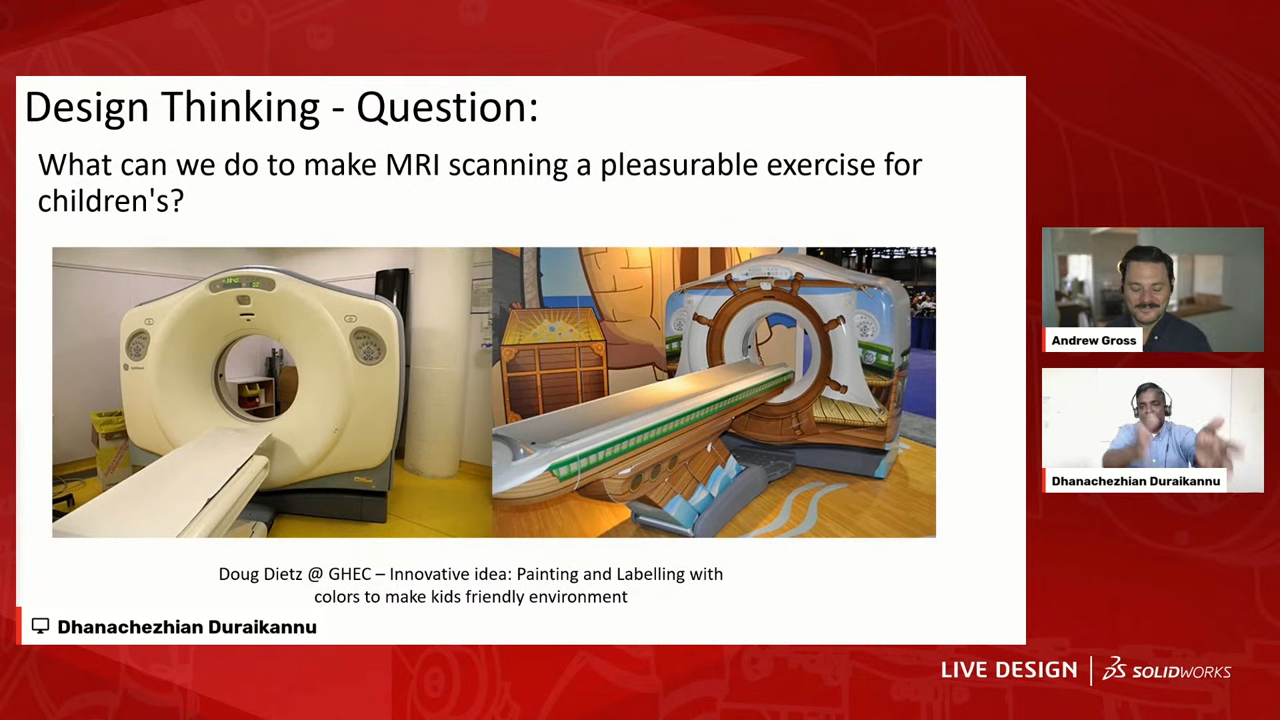 Design Thinking - Question:
What can we do to make MRI scanning a pleasurable exercise for
children's?
Doug Dietz @ GHEC – Innovative idea: Painting and Labelling with
colors to make kids friendly environment
Dhanachezhian Duraikannu
Andrew Gross
Dhanachezhian Duraikannu
LIVE DESIGN
SOLIDWORKS